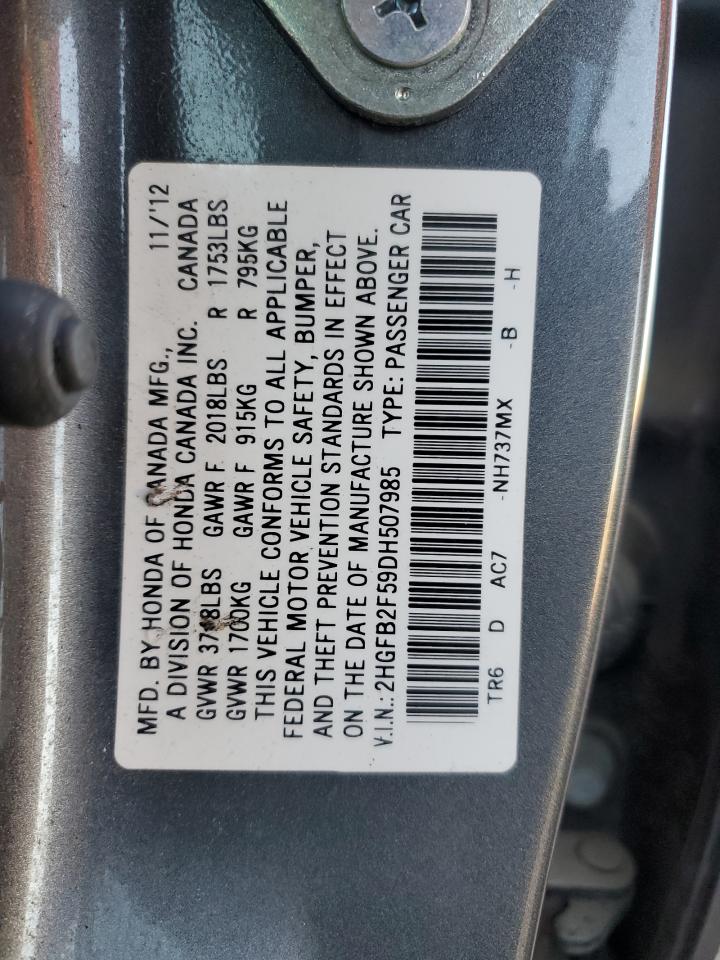 MFD. BY HONDA OF CANADA MFG., 11/'12
A DIVISION OF HONDA CANADA INC. CANADA
GVWR GAWR F 2018LBS R 1753LBS
GVWR 1700KG GAWR F 915KG R 795KG
THIS VEHICLE CONFORMS TO ALL APPLICABLE
FEDERAL MOTOR VEHICLE SAFETY, BUMPER,
AND THEFT PREVENTION STANDARDS IN EFFECT
ON THE DATE OF MANUFACTURE SHOWN ABOVE.
V.I.N.: 2HGFB2F59DH507985 TYPE: PASSENGER CAR
TR6 D AC7 -NH737MX -B -H